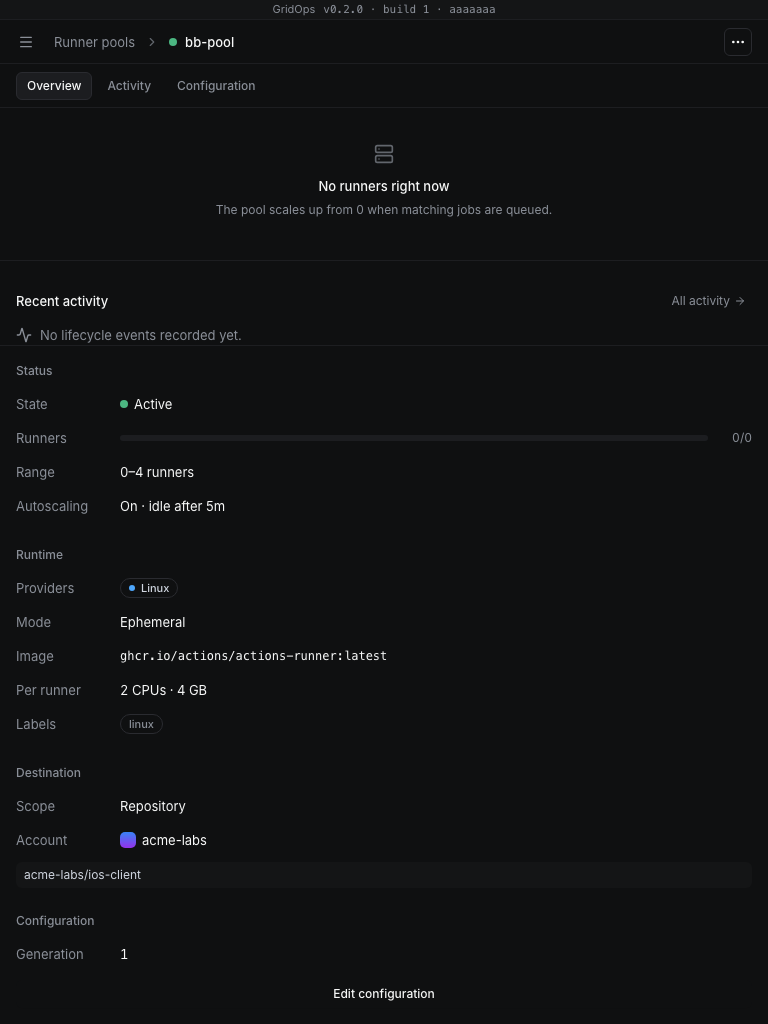 GridOps v0.2.0 · build 1 · aaaaaaa
Runner pools > bb-pool
Overview Activity Configuration
No runners right now
The pool scales up from 0 when matching jobs are queued.
Recent activity All activity →
No lifecycle events recorded yet.
Status
State Active
Runners 0/0
Range 0–4 runners
Autoscaling On · idle after 5m
Runtime
Providers Linux
Mode Ephemeral
Image ghcr.io/actions/actions-runner:latest
Per runner 2 CPUs · 4 GB
Labels linux
Destination
Scope Repository
Account acme-labs
acme-labs/ios-client
Configuration
Generation 1
Edit configuration